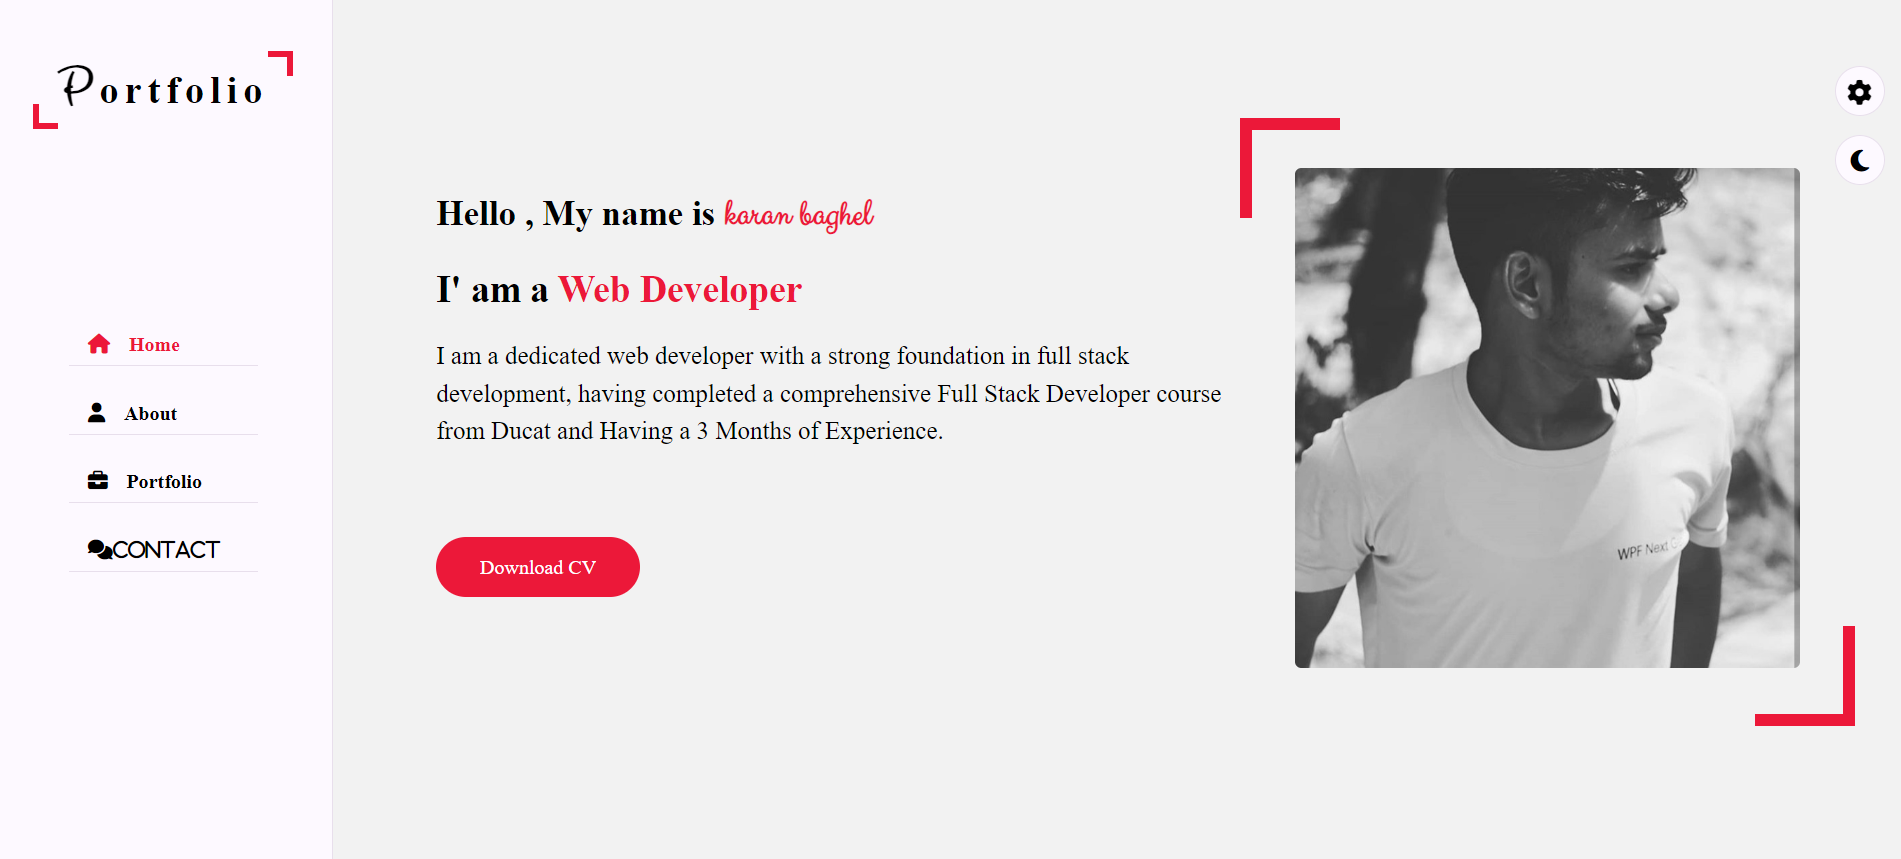 Portfolio
Home
About
Portfolio
CONTACT
Hello , My name is karan baghel
I' am a Web Developer
I am a dedicated web developer with a strong foundation in full stack
development, having completed a comprehensive Full Stack Developer course
from Ducat and Having a 3 Months of Experience.
Download CV
WPF Next